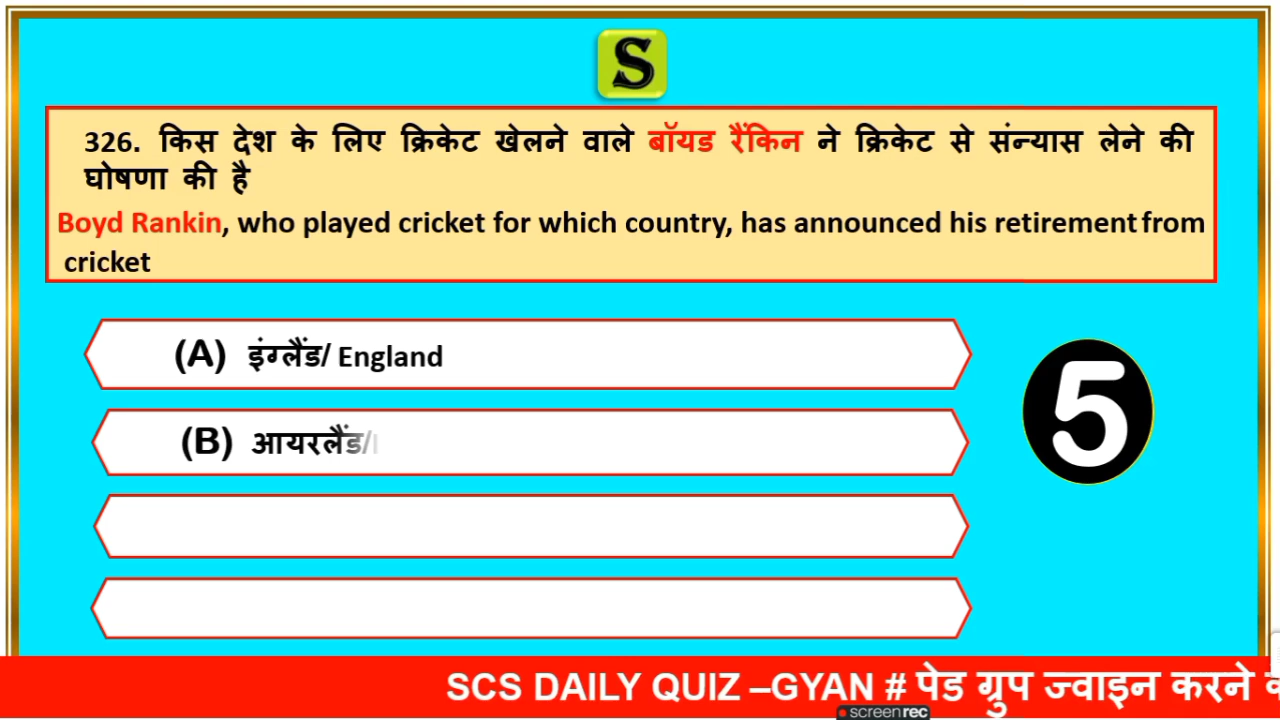 S
326. किस देश के लिए क्रिकेट खेलने वाले बॉयड रैंकिन ने क्रिकेट से संन्यास लेने की
घोषणा की है
Boyd Rankin, who played cricket for which country, has announced his retirement from
cricket
(A) इंग्लैंड/ England
(B) आयरलैंड/
5
SCS DAILY QUIZ –GYAN # पेड ग्रुप ज्वाइन करने
screenrec